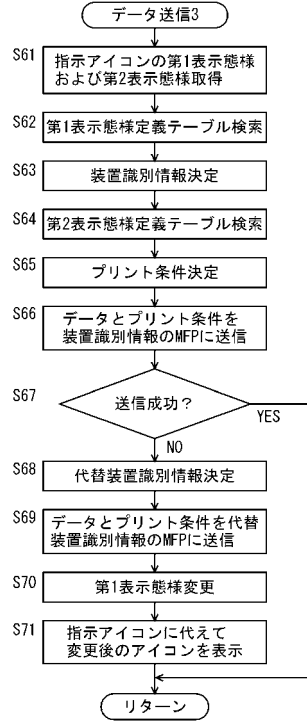 データ送信3
S61
指示アイコンの第1表示態様
および第2表示態様取得
S62
第1表示態様定義テーブル検索
S63
装置識別情報決定
S64
第2表示態様定義テーブル検索
S65
プリント条件決定
S66
データとプリント条件を
装置識別情報のMFPに送信
S67
送信成功?
YES
NO
S68
代替装置識別情報決定
S69
データとプリント条件を代替
装置識別情報のMFPに送信
S70
第1表示態様変更
S71
指示アイコンに代えて
変更後のアイコンを表示
リターン